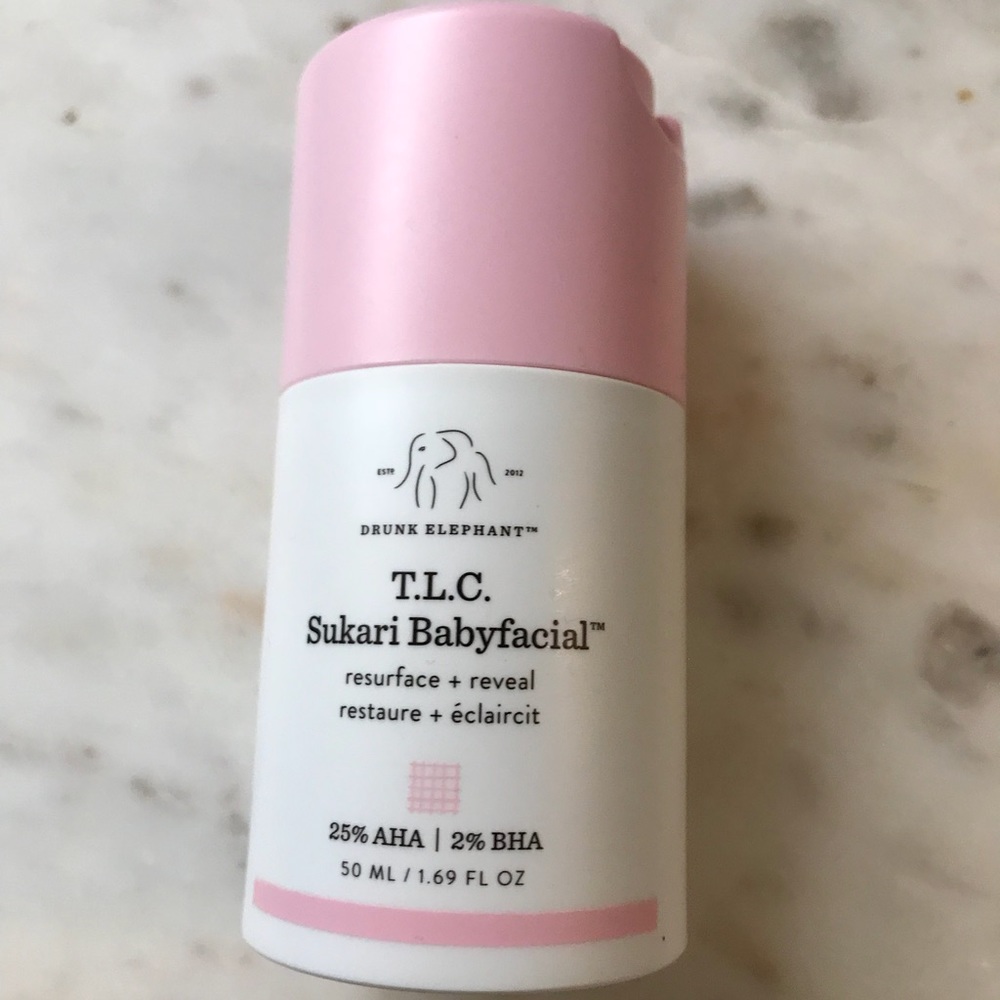 ESTD 2012
DRUNK ELEPHANT™
T.L.C.
Sukari Babyfacial™
resurface + reveal
restaure + éclaircit
25% AHA | 2% BHA
50 ML / 1.69 FL OZ